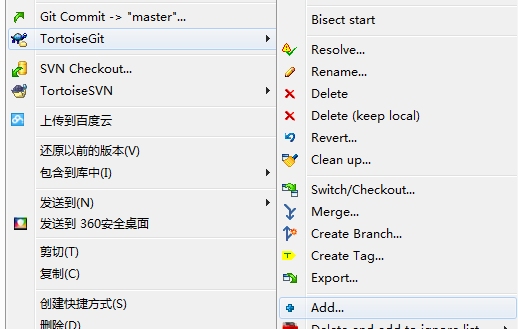 Git Commit -> "master"...
TortoiseGit
SVN Checkout...
TortoiseSVN
上传到百度云
还原以前的版本(V)
包含到库中(I)
发送到(N)
发送到 360安全桌面
剪切(T)
复制(C)
创建快捷方式(S)
删除(D)
Bisect start
Resolve...
Rename...
Delete
Delete (keep local)
Revert...
Clean up...
Switch/Checkout...
Merge...
Create Branch...
Create Tag...
Export...
Add...
Delete and add to ignore list